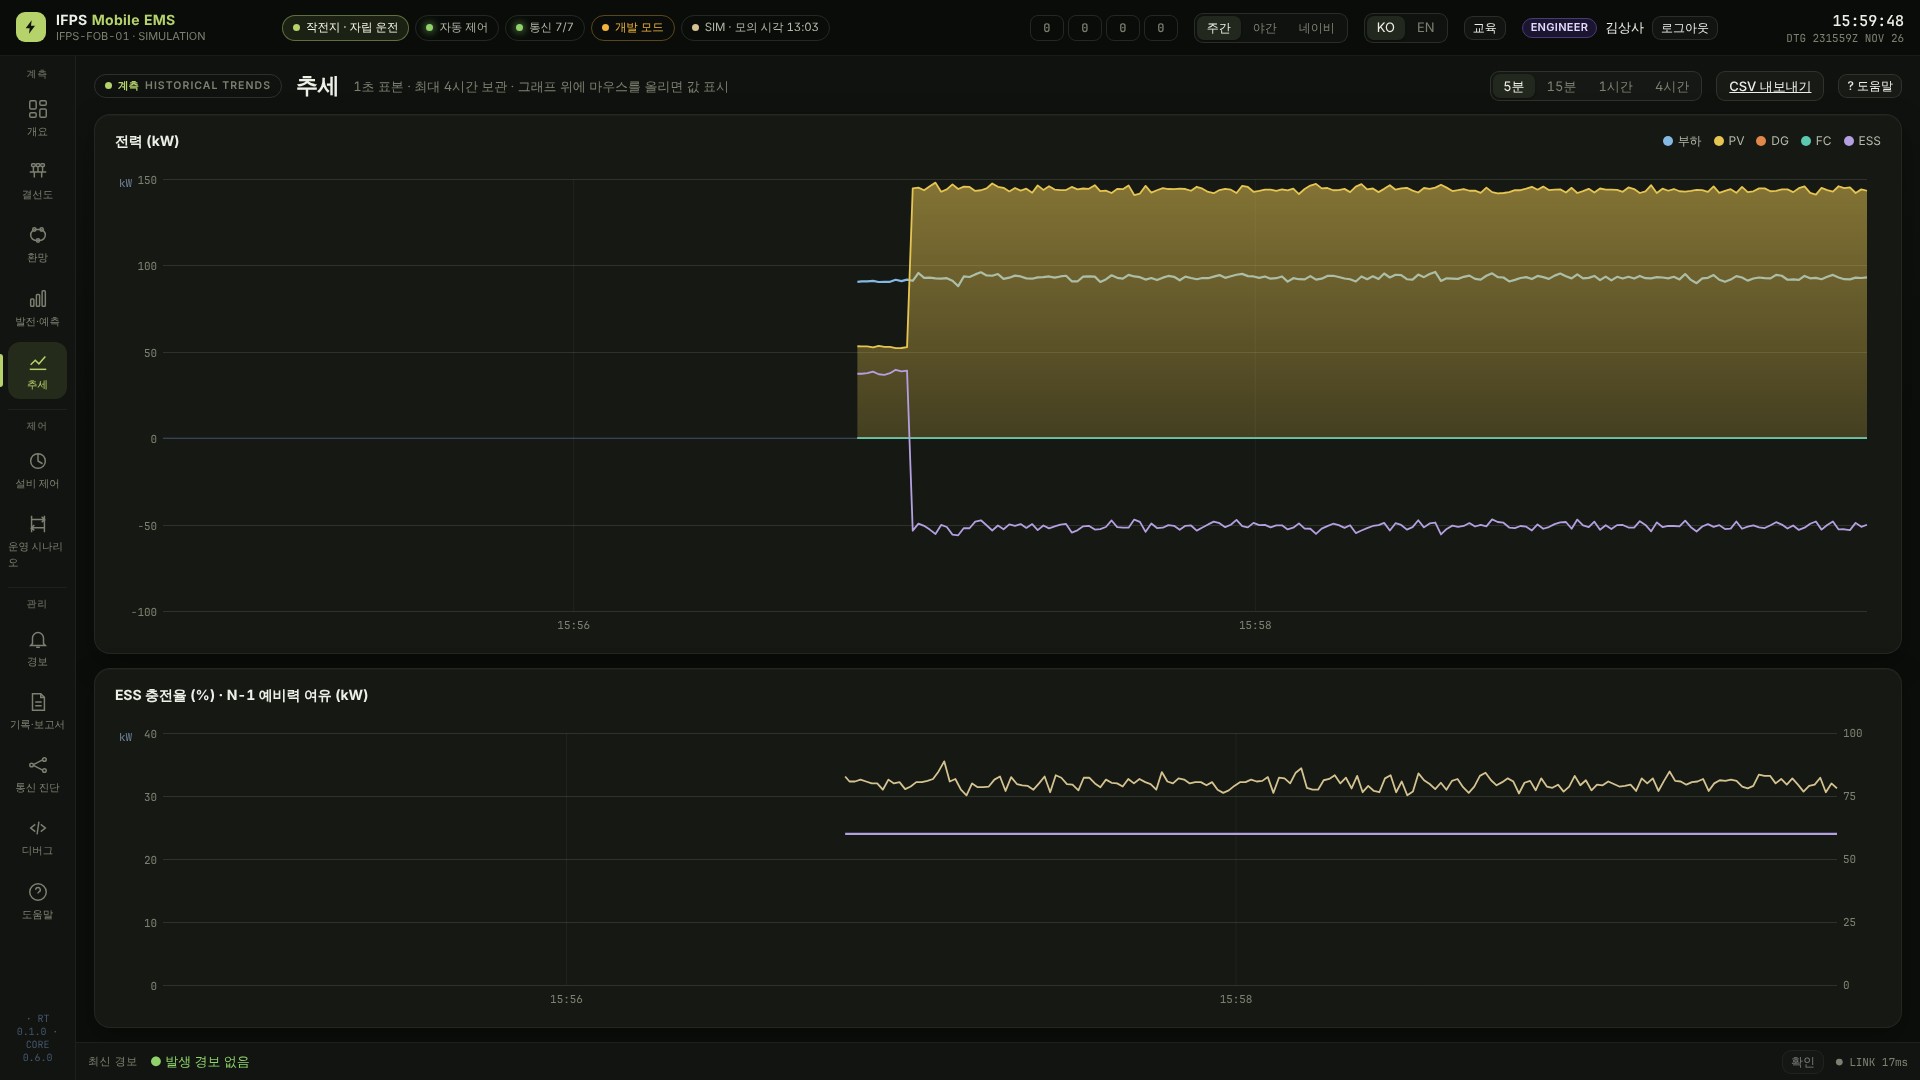 IFPS Mobile EMS
IFPS-FOB-01 · SIMULATION
작전지 · 자립 운전
자동 제어
통신 7/7
개발 모드
SIM · 모의 시각 13:03
0 0 0 0
주간 야간 네이비
KO EN
교육
ENGINEER 김상사 로그아웃
15:59:48
DTG 231559Z NOV 26
계측
개요
결선도
환망
발전·예측
추세
제어
설비 제어
운영 시나리
오
관리
경보
기록·보고서
통신 진단
디버그
도움말
· RT
0.1.0 ·
CORE
0.6.0
계측 HISTORICAL TRENDS
추세
1초 표본 · 최대 4시간 보관 · 그래프 위에 마우스를 올리면 값 표시
5분 15분 1시간 4시간
CSV 내보내기
? 도움말
전력 (kW)
부하 PV DG FC ESS
kW 150
100
50
0
-50
-100
15:56 15:58
ESS 충전율 (%) · N-1 예비력 여유 (kW)
kW 40 100
30 75
20 50
10 25
0 0
15:56 15:58
최신 경보 발생 경보 없음
확인
LINK 17ms